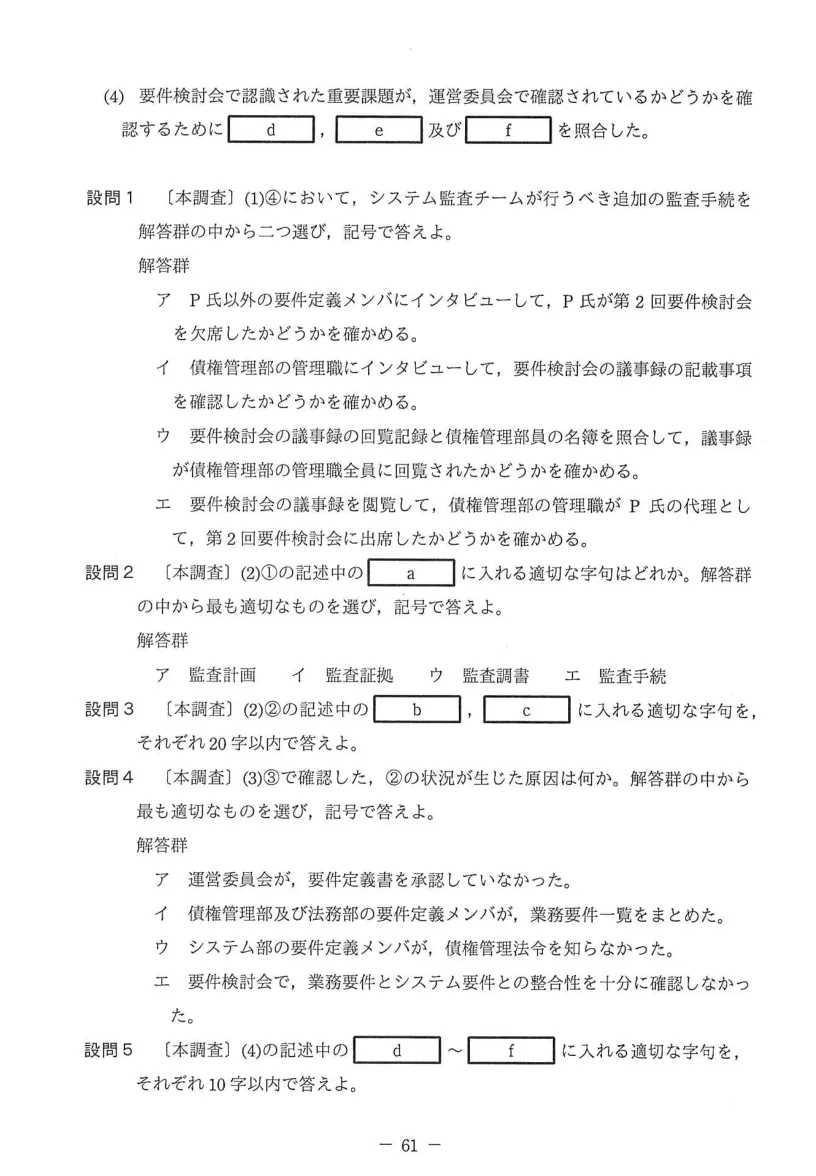 (4) 要件検討会で認識された重要課題が，運営委員会で確認されているかどうかを確
認するために d ， e 及び f を照合した。
設問1 〔本調査〕(1)④において，システム監査チームが行うべき追加の監査手続を
解答群の中から二つ選び，記号で答えよ。
解答群
ア P氏以外の要件定義メンバにインタビューして，P氏が第2回要件検討会
を欠席したかどうかを確かめる。
イ 債権管理部の管理職にインタビューして，要件検討会の議事録の記載事項
を確認したかどうかを確かめる。
ウ 要件検討会の議事録の回覧記録と債権管理部員の名簿を照合して，議事録
が債権管理部の管理職全員に回覧されたかどうかを確かめる。
エ 要件検討会の議事録を閲覧して，債権管理部の管理職が P 氏の代理とし
て，第2回要件検討会に出席したかどうかを確かめる。
設問2 〔本調査〕(2)①の記述中の a に入れる適切な字句はどれか。解答群
の中から最も適切なものを選び，記号で答えよ。
解答群
ア 監査計画 イ 監査証拠 ウ 監査調書 エ 監査手続
設問3 〔本調査〕(2)②の記述中の b ， c に入れる適切な字句を，
それぞれ20字以内で答えよ。
設問4 〔本調査〕(3)③で確認した，②の状況が生じた原因は何か。解答群の中から
最も適切なものを選び，記号で答えよ。
解答群
ア 運営委員会が，要件定義書を承認していなかった。
イ 債権管理部及び法務部の要件定義メンバが，業務要件一覧をまとめた。
ウ システム部の要件定義メンバが，債権管理法令を知らなかった。
エ 要件検討会で，業務要件とシステム要件との整合性を十分に確認しなかっ
た。
設問5 〔本調査〕(4)の記述中の d ～ f に入れる適切な字句を，
それぞれ10字以内で答えよ。
－ 61 －